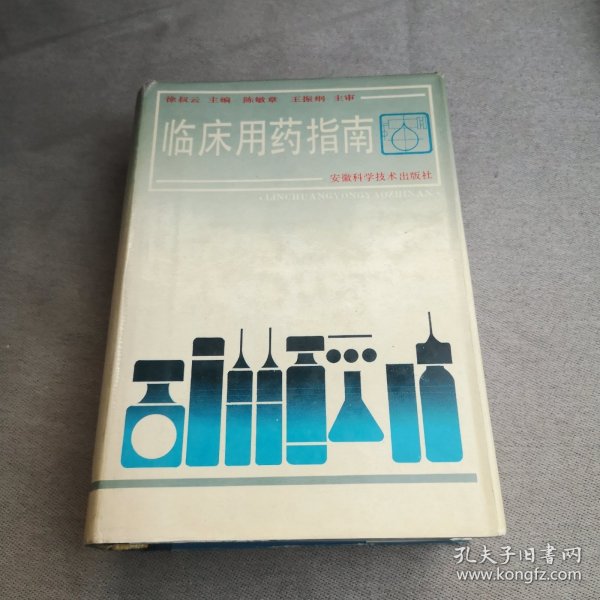 徐叔云 主编 陈敏章 王振纲 主审
临床用药指南
安徽科学技术出版社
·LINCHUANGYONGYAOZHINAN·
孔夫子旧书网
www.kongfz.com